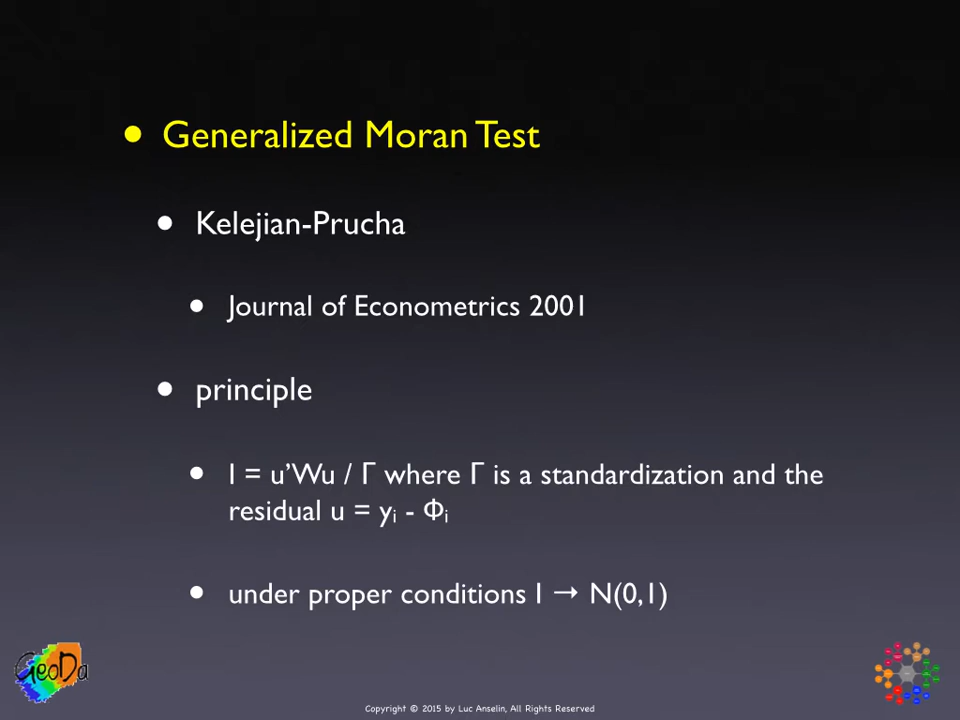 • Generalized Moran Test
• Kelejian-Prucha
• Journal of Econometrics 2001
• principle
• I = u’Wu / Γ where Γ is a standardization and the
residual u = yᵢ - Φᵢ
• under proper conditions I → N(0,1)
GeoDa
Copyright © 2015 by Luc Anselin, All Rights Reserved